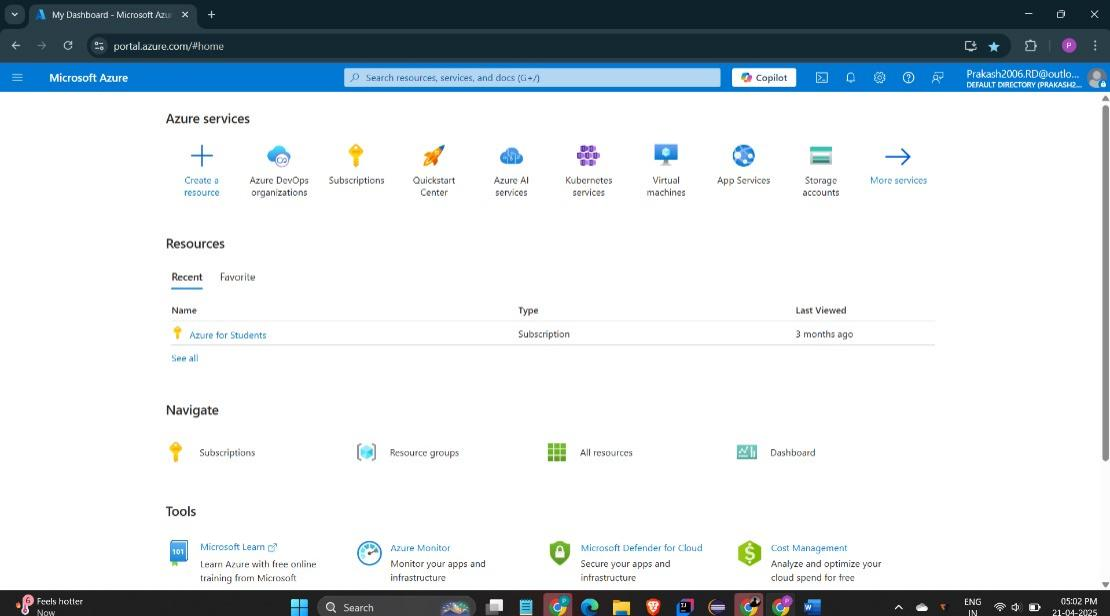 My Dashboard - Microsoft Azu
portal.azure.com/#home
P
Microsoft Azure
Search resources, services, and docs (G+/)
Copilot
Prakash2006.RD@outlo...
DEFAULT DIRECTORY (PRAKASH2...
Azure services
Create a resource
Azure DevOps organizations
Subscriptions
Quickstart Center
Azure AI services
Kubernetes services
Virtual machines
App Services
Storage accounts
More services
Resources
Recent Favorite
Name Type Last Viewed
Azure for Students Subscription 3 months ago
See all
Navigate
Subscriptions Resource groups All resources Dashboard
Tools
101
Microsoft Learn
Learn Azure with free online
training from Microsoft
Azure Monitor
Monitor your apps and
infrastructure
Microsoft Defender for Cloud
Secure your apps and
infrastructure
$
Cost Management
Analyze and optimize your
cloud spend for free
6
Feels hotter
Now
Search
ENG
IN
05:02 PM
21-04-2025